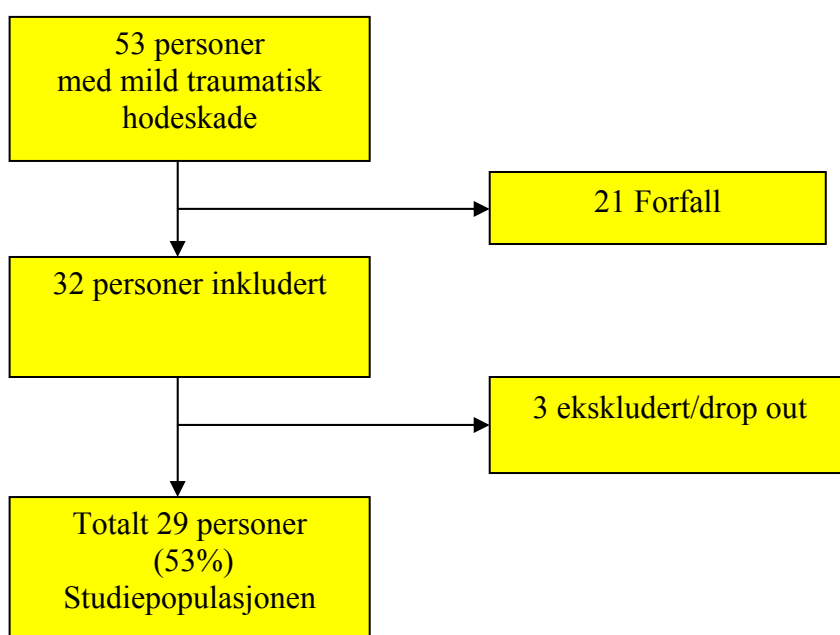 53 personer
med mild traumatisk
hodeskade
21 Forfall
32 personer inkludert
3 ekskludert/drop out
Totalt 29 personer
(53%)
Studiepopulasjonen